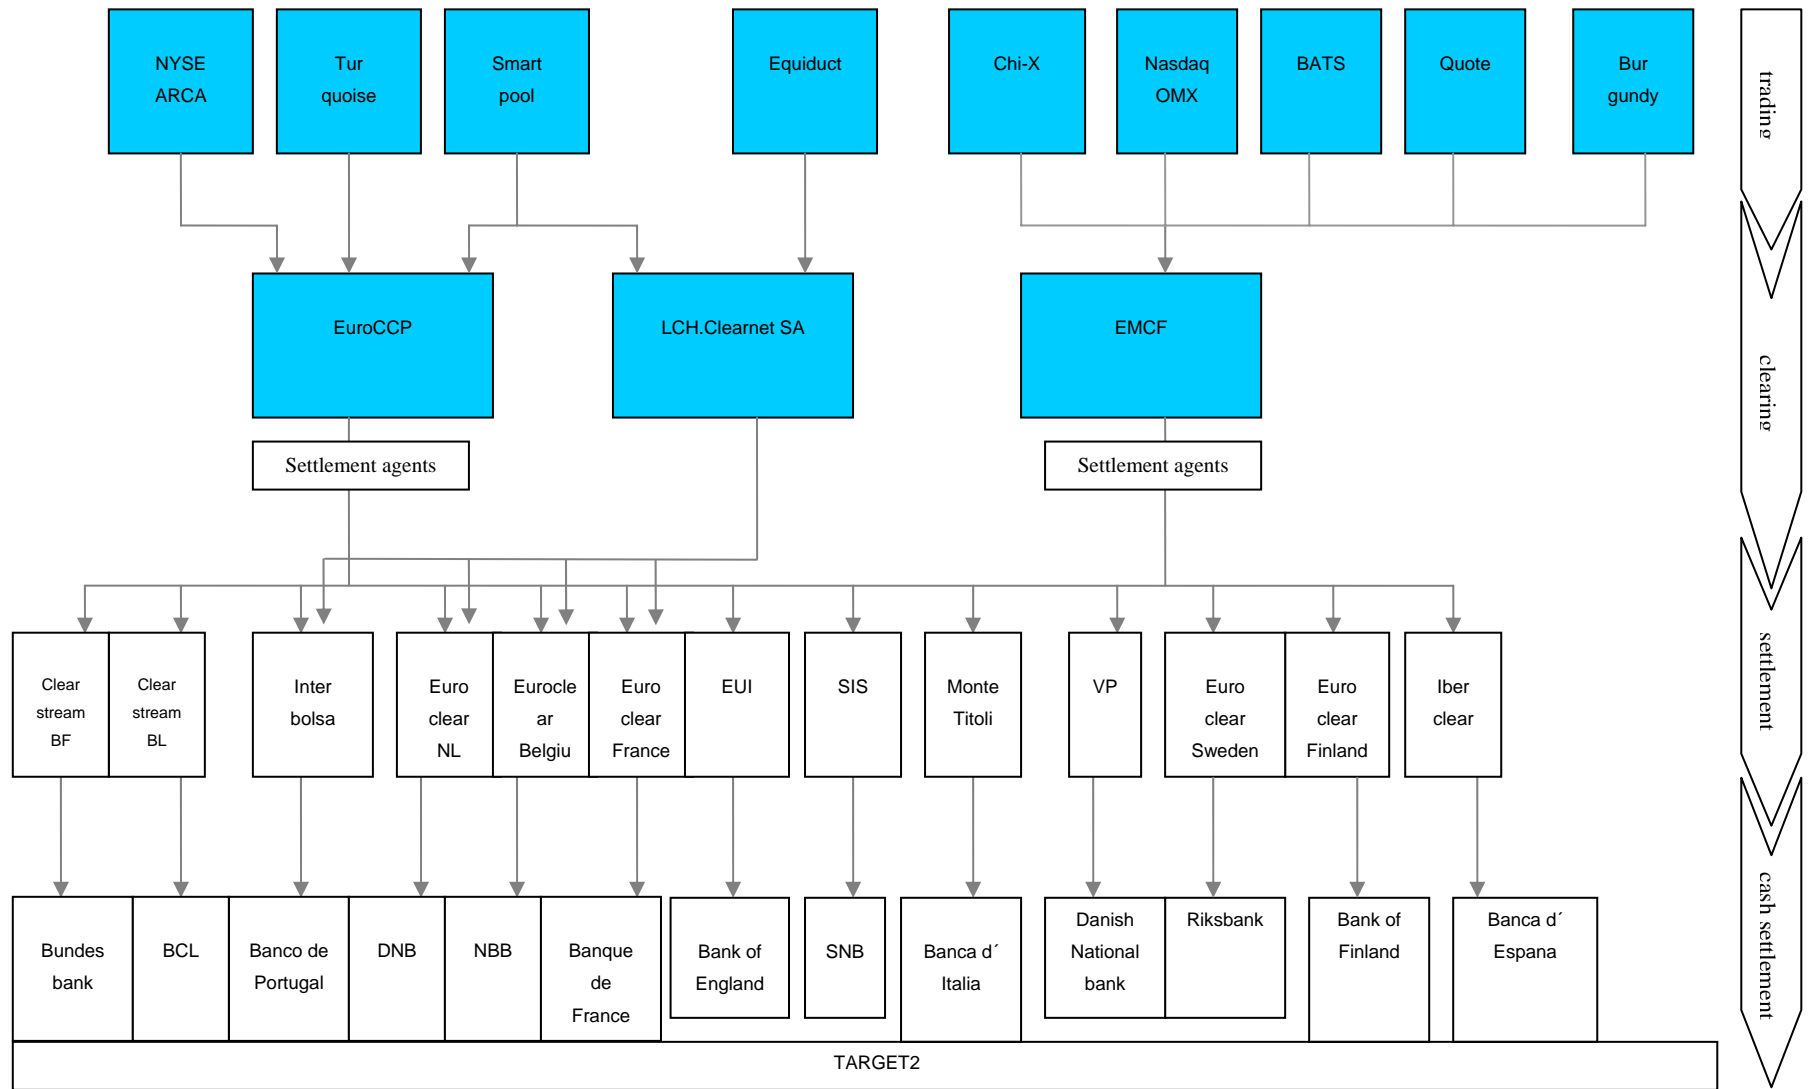 NYSE
ARCA
Tur
quoise
Smart
pool
Equiduct
Chi-X
Nasdaq
OMX
BATS
Quote
Bur
gundy
trading
EuroCCP
LCH.Clearnet SA
EMCF
clearing
Settlement agents
Settlement agents
Clear
stream
BF
Clear
stream
BL
Inter
bolsa
Euro
clear
NL
Eurocle
ar
Belgiu
Euro
clear
France
EUI
SIS
Monte
Titoli
VP
Euro
clear
Sweden
Euro
clear
Finland
Iber
clear
settlement
Bundes
bank
BCL
Banco de
Portugal
DNB
NBB
Banque
de
France
Bank of
England
SNB
Banca d´
Italia
Danish
National
bank
Riksbank
Bank of
Finland
Banca d´
Espana
cash settlement
TARGET2